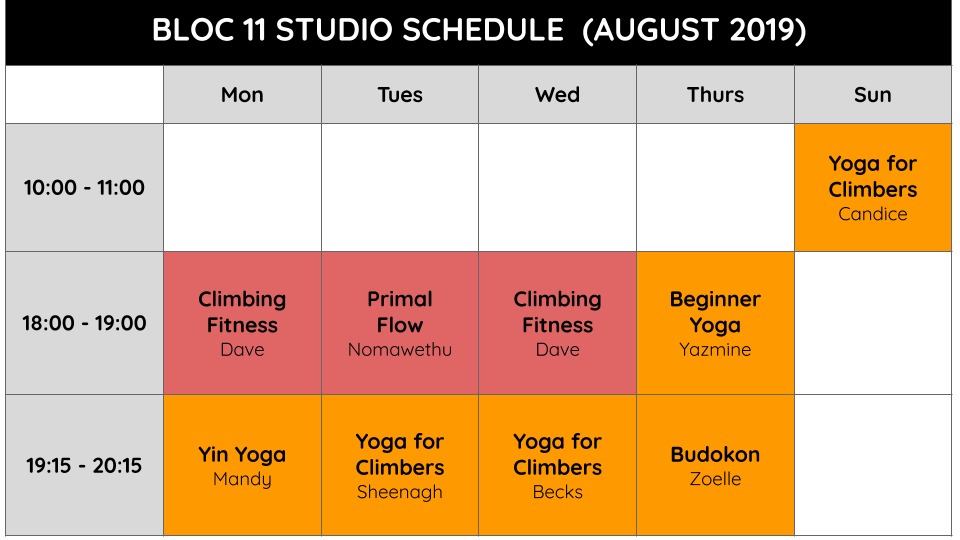 BLOC 11 STUDIO SCHEDULE (AUGUST 2019)
Mon Tues Wed Thurs Sun
10:00 - 11:00
Yoga for
Climbers
Candice
18:00 - 19:00
Climbing
Fitness
Dave
Primal
Flow
Nomawethu
Climbing
Fitness
Dave
Beginner
Yoga
Yazmine
19:15 - 20:15
Yin Yoga
Mandy
Yoga for
Climbers
Sheenagh
Yoga for
Climbers
Becks
Budokon
Zoelle